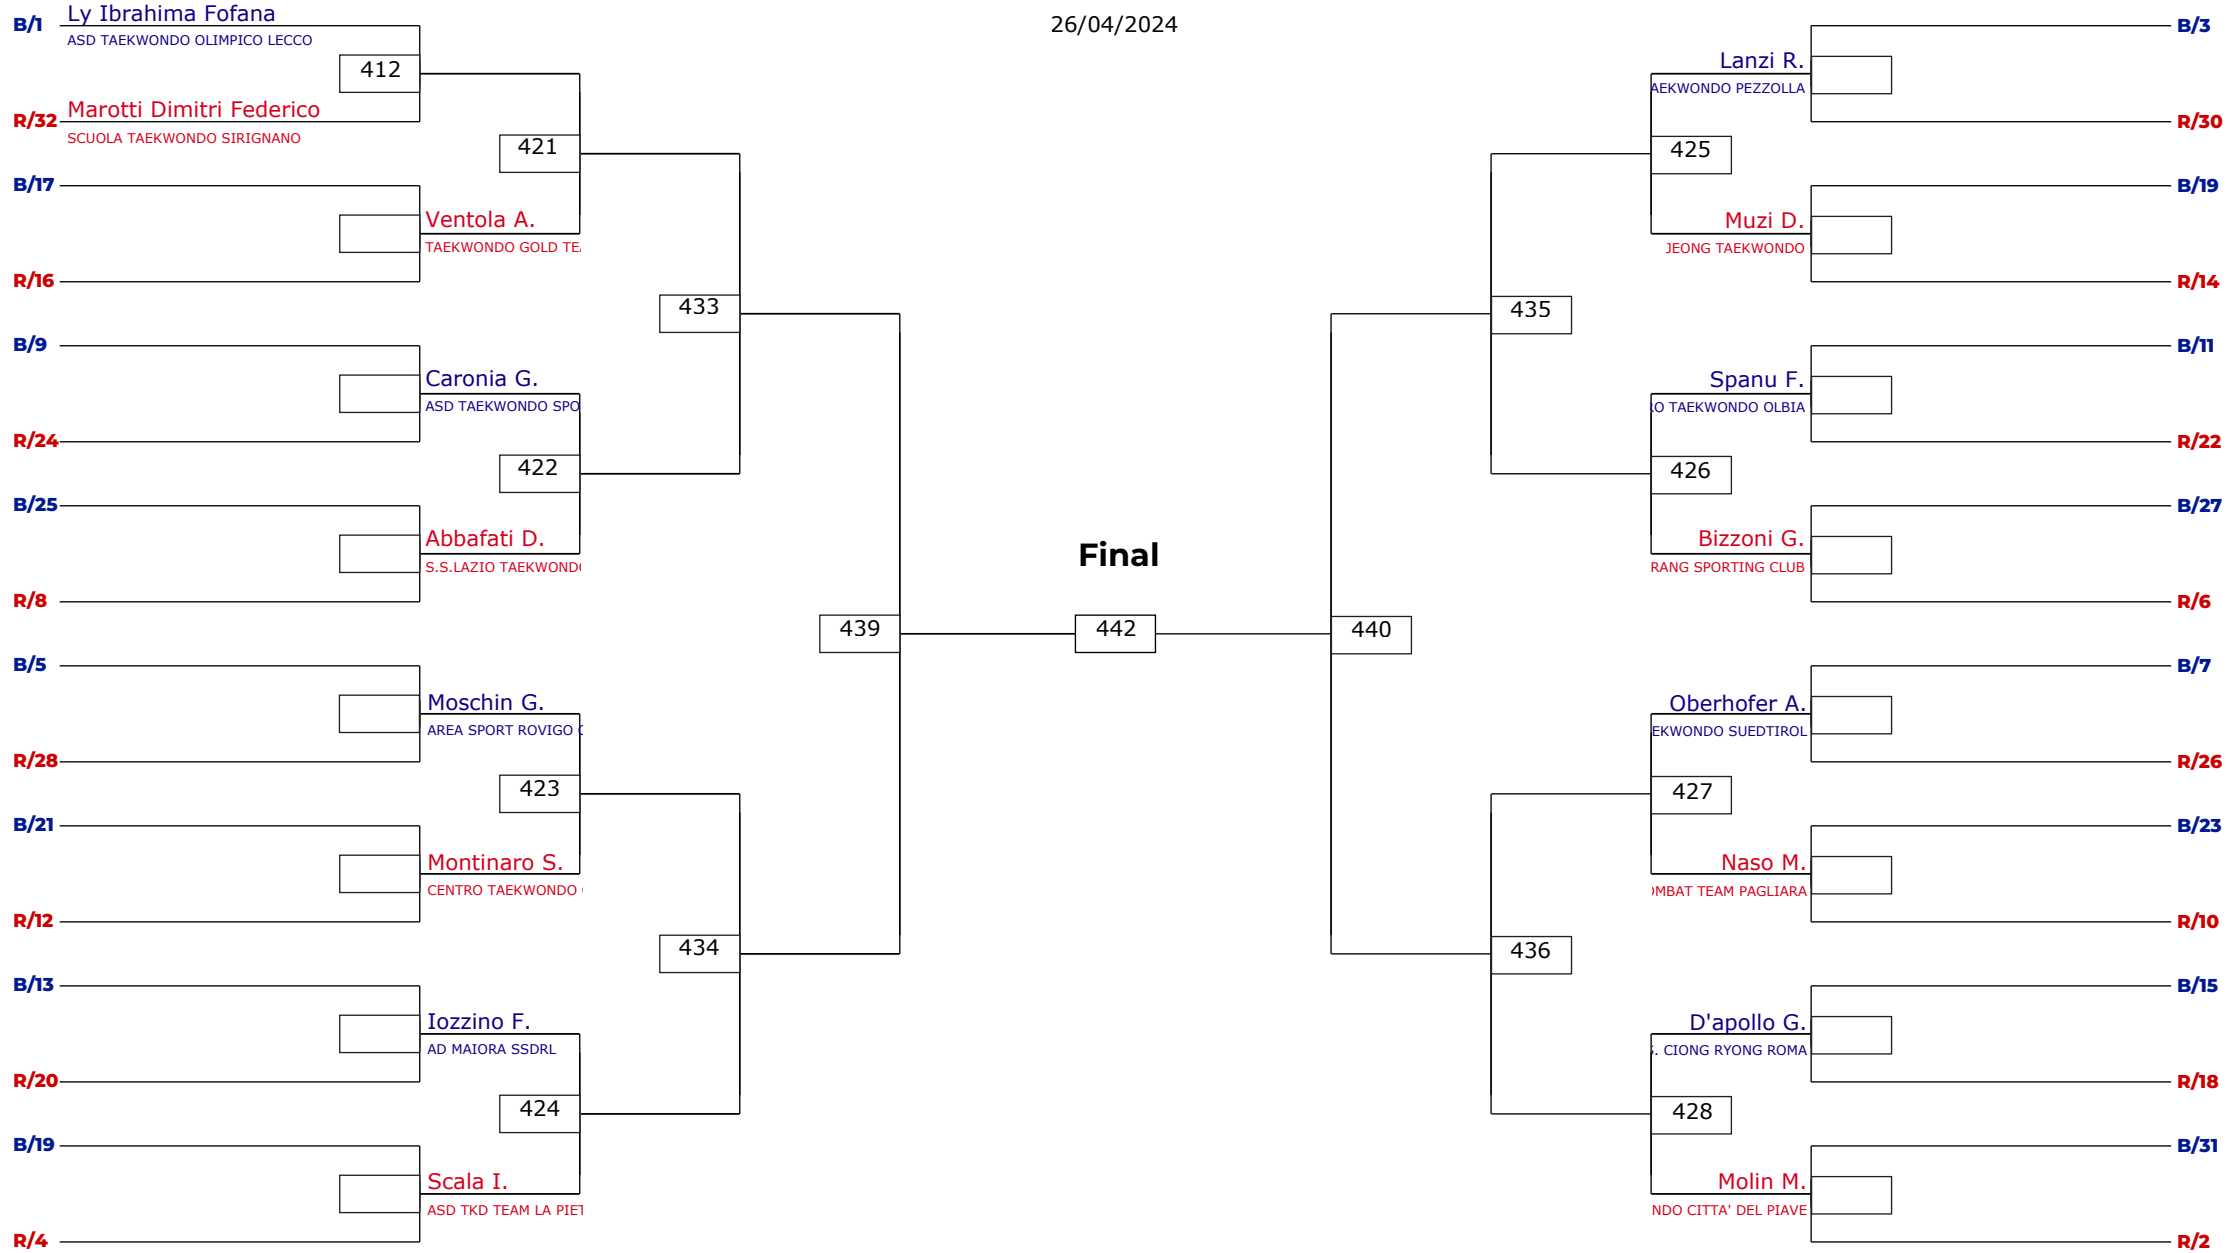 26/04/2024
B/1
Ly Ibrahima Fofana
ASD TAEKWONDO OLIMPICO LECCO
412
R/32
Marotti Dimitri Federico
SCUOLA TAEKWONDO SIRIGNANO
421
B/17
Ventola A.
TAEKWONDO GOLD
R/16
433
B/9
Caronia G.
ASD TAEKWONDO SPO
R/24
422
B/25
Abbafati D.
S.S.LAZIO TAEKWONDO
R/8
439
B/5
Moschin G.
AREA SPORT ROVIGO
R/28
423
B/21
Montinaro S.
CENTRO TAEKWONDO
R/12
434
B/13
Iozzino F.
AD MAIORA SSDRL
R/20
424
B/19
Scala I.
ASD TKD TEAM LA PIET
R/4
Final
442
B/3
Lanzi R.
AEKWONDO PEZZOLLA
R/30
425
B/19
Muzi D.
JEONG TAEKWONDO
R/14
435
B/11
Spanu F.
RO TAEKWONDO OLBIA
R/22
426
B/27
Bizzoni G.
RANG SPORTING CLUB
R/6
440
B/7
Oberhofer A.
EKWONDO SUEDTIROL
R/26
427
B/23
Naso M.
OMBAT TEAM PAGLIARA
R/10
436
B/15
D'apollo G.
S. CIONG RYONG ROMA
R/18
428
B/31
Molin M.
NDO CITTA' DEL PIAVE
R/2